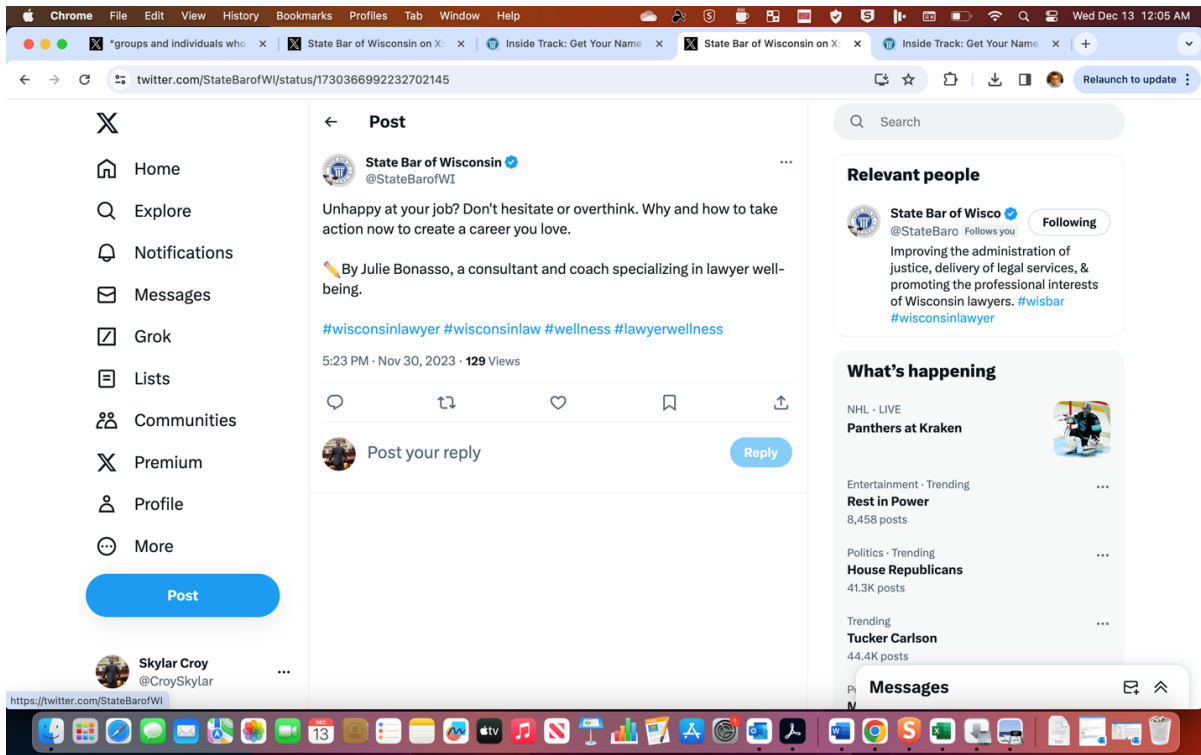 Chrome File Edit View History Bookmarks Profiles Tab Window Help Wed Dec 13 12:05 AM
"groups and individuals who
State Bar of Wisconsin on X:
Inside Track: Get Your Name
State Bar of Wisconsin on X:
Inside Track: Get Your Name
twitter.com/StateBarofWI/status/1730366992232702145
Relaunch to update
Home
Explore
Notifications
Messages
Grok
Lists
Communities
Premium
Profile
More
Post
Skylar Croy
@CroySkylar
https://twitter.com/StateBarofWI
Post
State Bar of Wisconsin
@StateBarofWI
Unhappy at your job? Don't hesitate or overthink. Why and how to take
action now to create a career you love.
✏️By Julie Bonasso, a consultant and coach specializing in lawyer well-
being.
#wisconsinlawyer #wisconsinlaw #wellness #lawyerwellness
5:23 PM · Nov 30, 2023 · 129 Views
Post your reply
Reply
Search
Relevant people
State Bar of Wisco
@StateBaro Follows you
Following
Improving the administration of
justice, delivery of legal services, &
promoting the professional interests
of Wisconsin lawyers. #wisbar
#wisconsinlawyer
What's happening
NHL · LIVE
Panthers at Kraken
Entertainment · Trending
Rest in Power
8,458 posts
Politics · Trending
House Republicans
41.3K posts
Trending
Tucker Carlson
44.4K posts
Messages
DEC
13
tv